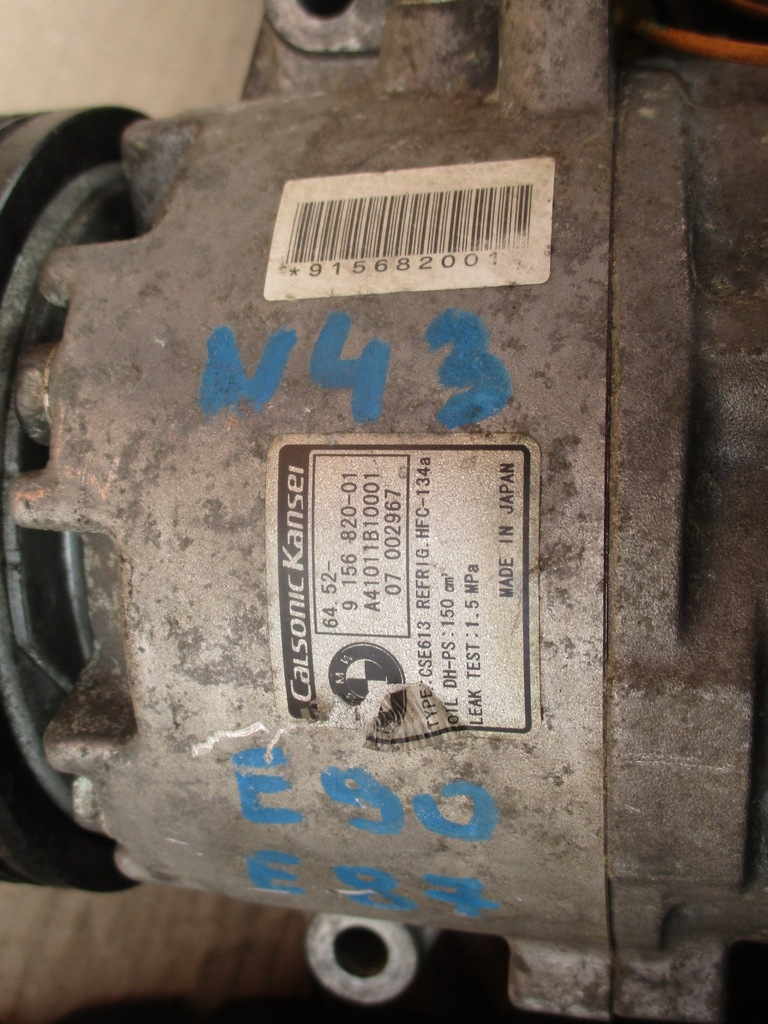 *915682001
N43
Calsonic Kansei
64 52-
9 156 820-01
A41011B10001
07 002967
BMW
TYPE:CSE613 REFRIG.HFC-134a
OIL DH-PS:150 cm³
LEAK TEST:1.5 MPa
MADE IN JAPAN
E90
E87